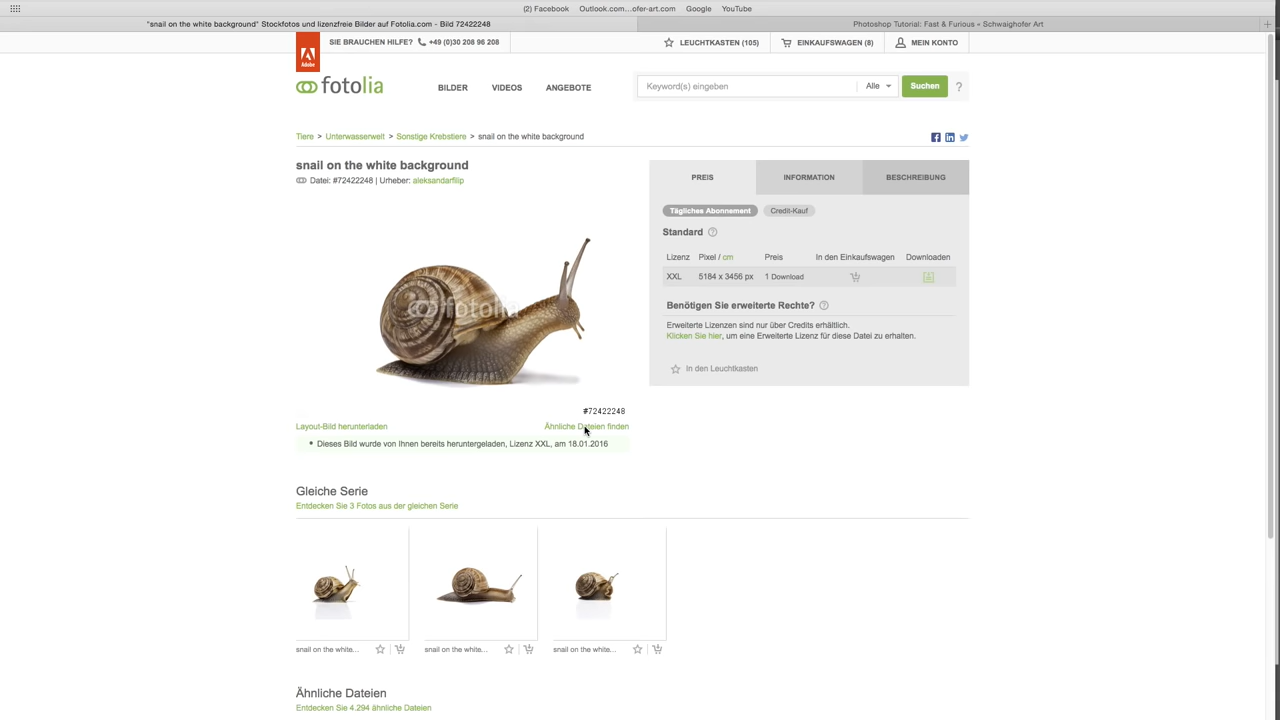 (2) Facebook Outlook.com...ofer-art.com Google YouTube
"snail on the white background" Stockfotos und lizenzfreie Bilder auf Fotolia.com - Bild 72422248 Photoshop Tutorial: Fast & Furious « Schwaighofer Art
SIE BRAUCHEN HILFE? +49 (0)30 208 96 208 LEUCHTKASTEN (105) EINKAUFSWAGEN (8) MEIN KONTO
Adobe
fotolia BILDER VIDEOS ANGEBOTE Keyword(s) eingeben Alle Suchen ?
Tiere > Unterwasserwelt > Sonstige Krebstiere > snail on the white background
snail on the white background
Datei: #72422248 | Urheber: aleksandarfilip
PREIS INFORMATION BESCHREIBUNG
Tägliches Abonnement Credit-Kauf
Standard ?
Lizenz Pixel / cm Preis In den Einkaufswagen Downloaden
XXL 5184 x 3456 px 1 Download
Benötigen Sie erweiterte Rechte? ?
Erweiterte Lizenzen sind nur über Credits erhältlich.
Klicken Sie hier, um eine Erweiterte Lizenz für diese Datei zu erhalten.
In den Leuchtkasten
fotolia
#72422248
Layout-Bild herunterladen Ähnliche Dateien finden
• Dieses Bild wurde von Ihnen bereits heruntergeladen, Lizenz XXL, am 18.01.2016
Gleiche Serie
Entdecken Sie 3 Fotos aus der gleichen Serie
snail on the white... snail on the white... snail on the white...
Ähnliche Dateien
Entdecken Sie 4.294 ähnliche Dateien